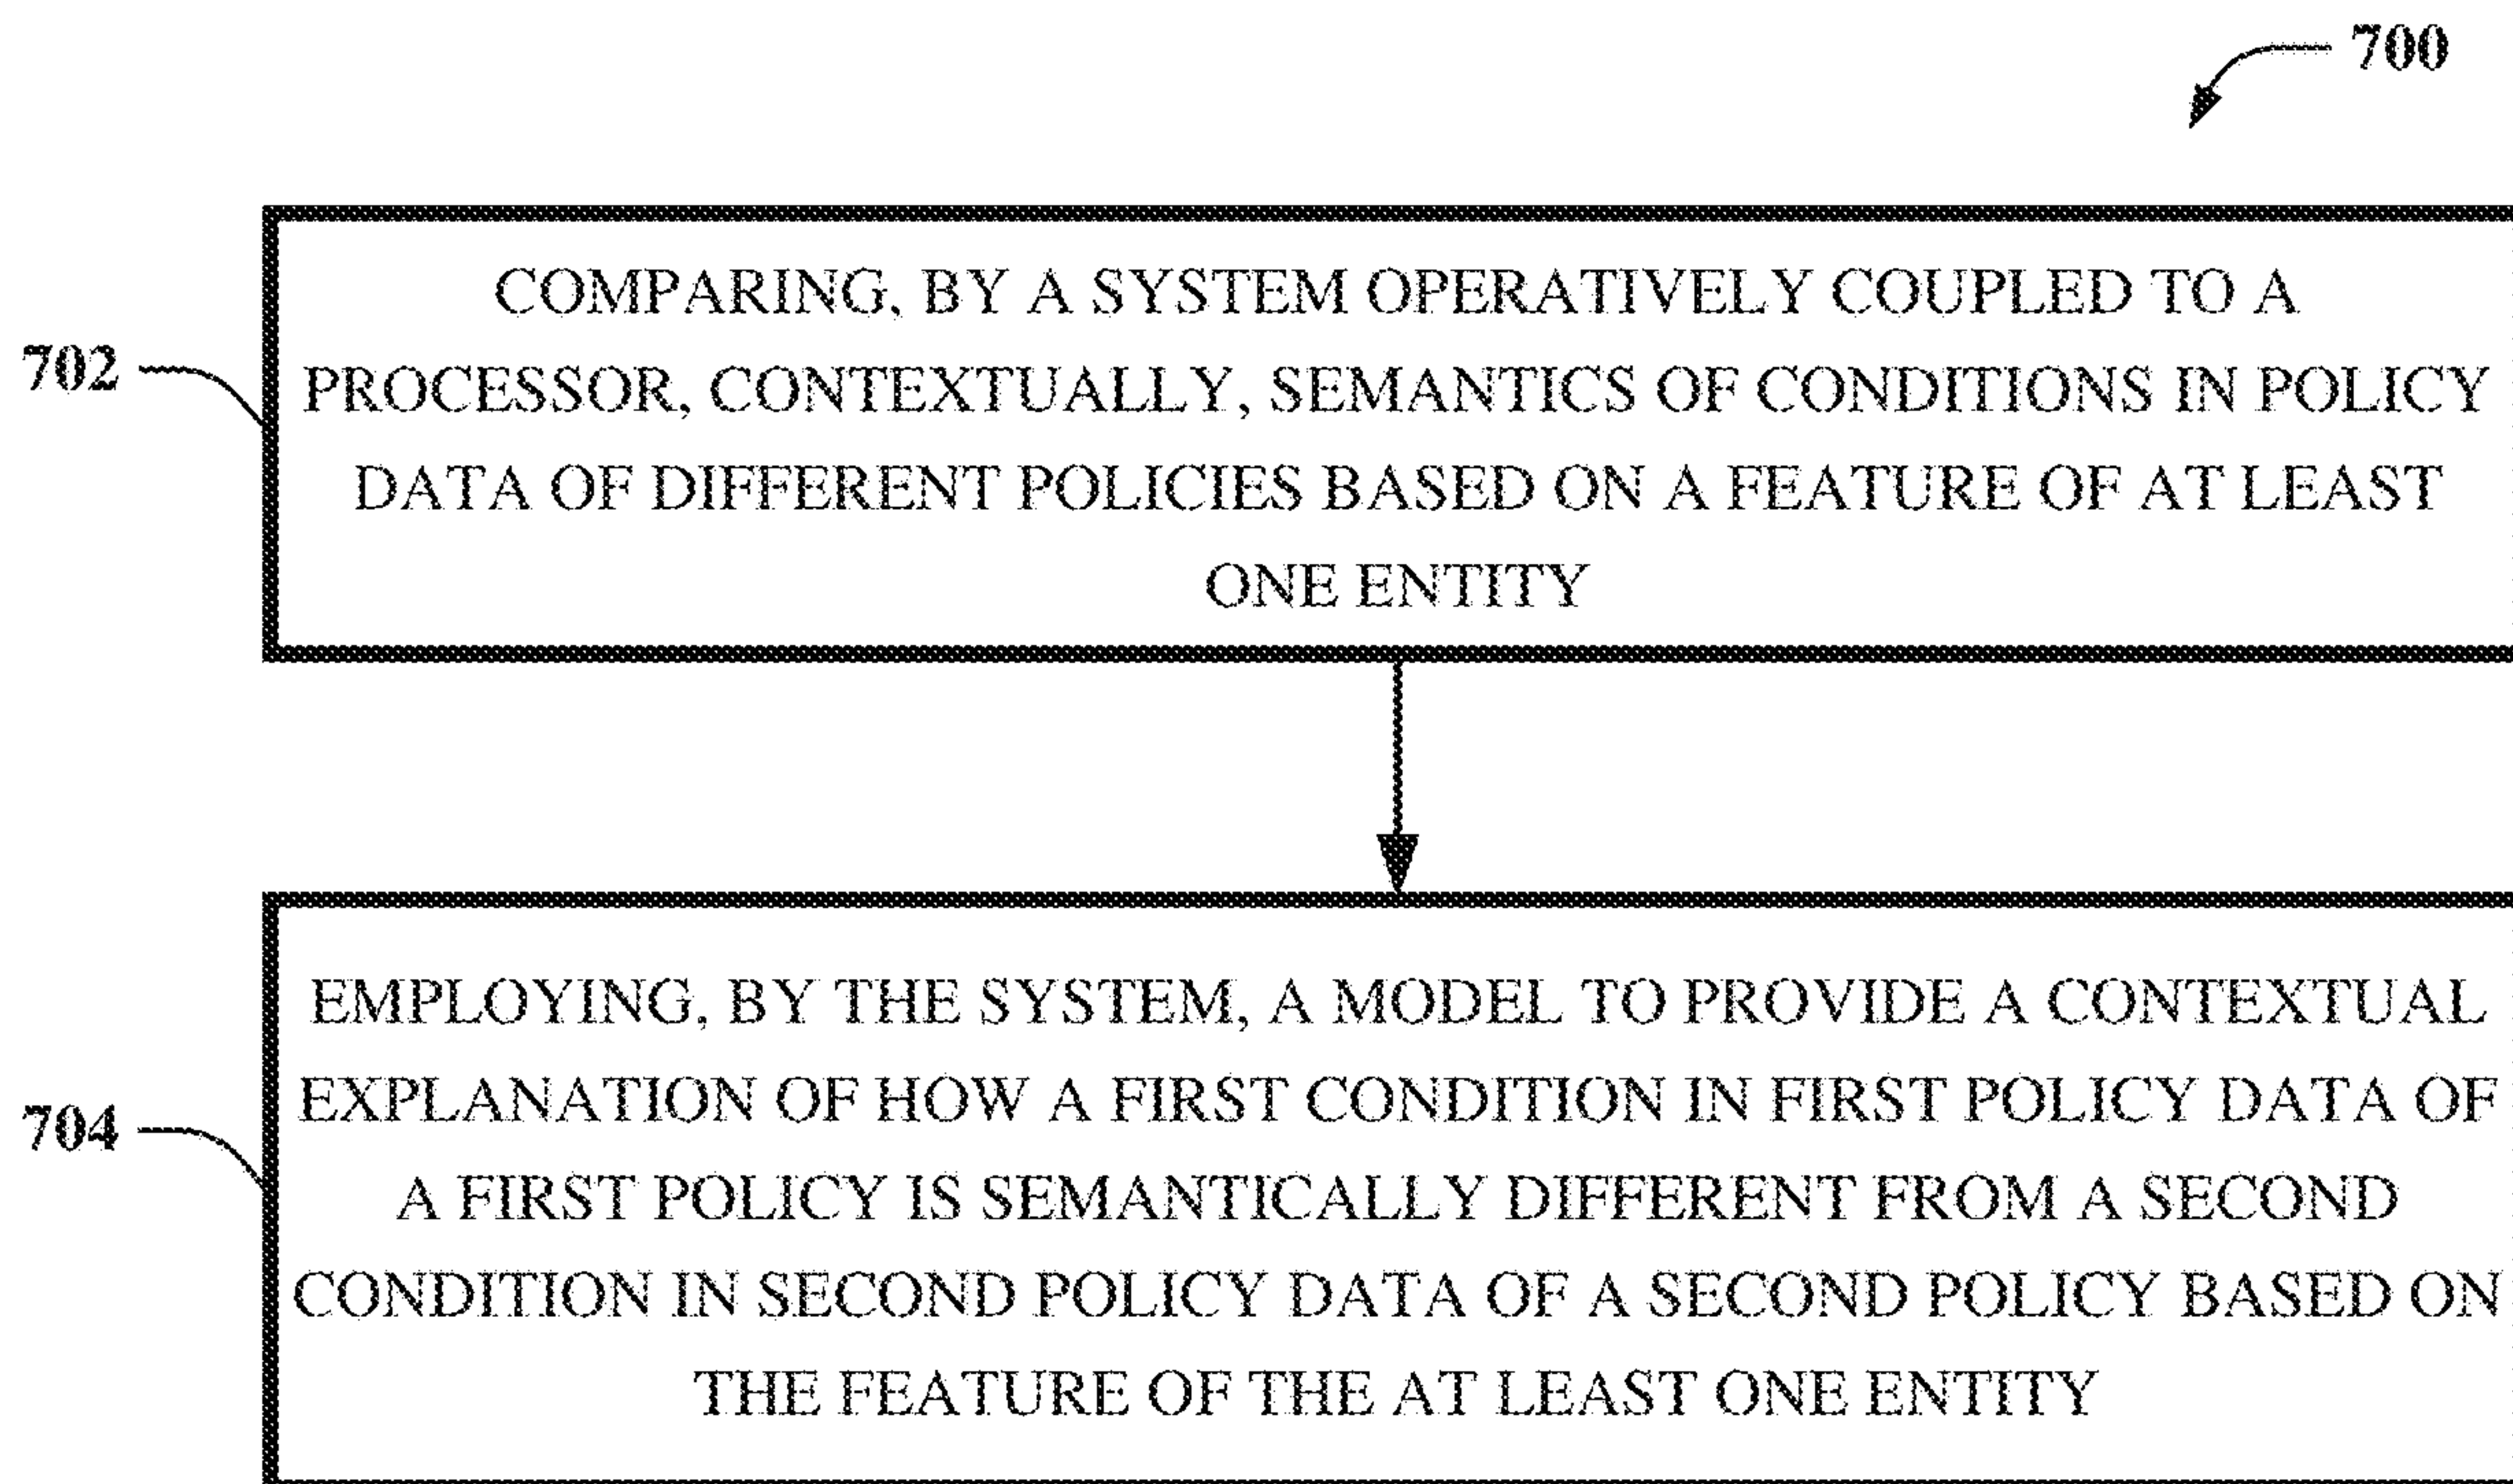 700
702
COMPARING, BY A SYSTEM OPERATIVELY COUPLED TO A
PROCESSOR, CONTEXTUALLY, SEMANTICS OF CONDITIONS IN POLICY
DATA OF DIFFERENT POLICIES BASED ON A FEATURE OF AT LEAST
ONE ENTITY
704
EMPLOYING, BY THE SYSTEM, A MODEL TO PROVIDE A CONTEXTUAL
EXPLANATION OF HOW A FIRST CONDITION IN FIRST POLICY DATA OF
A FIRST POLICY IS SEMANTICALLY DIFFERENT FROM A SECOND
CONDITION IN SECOND POLICY DATA OF A SECOND POLICY BASED ON
THE FEATURE OF THE AT LEAST ONE ENTITY